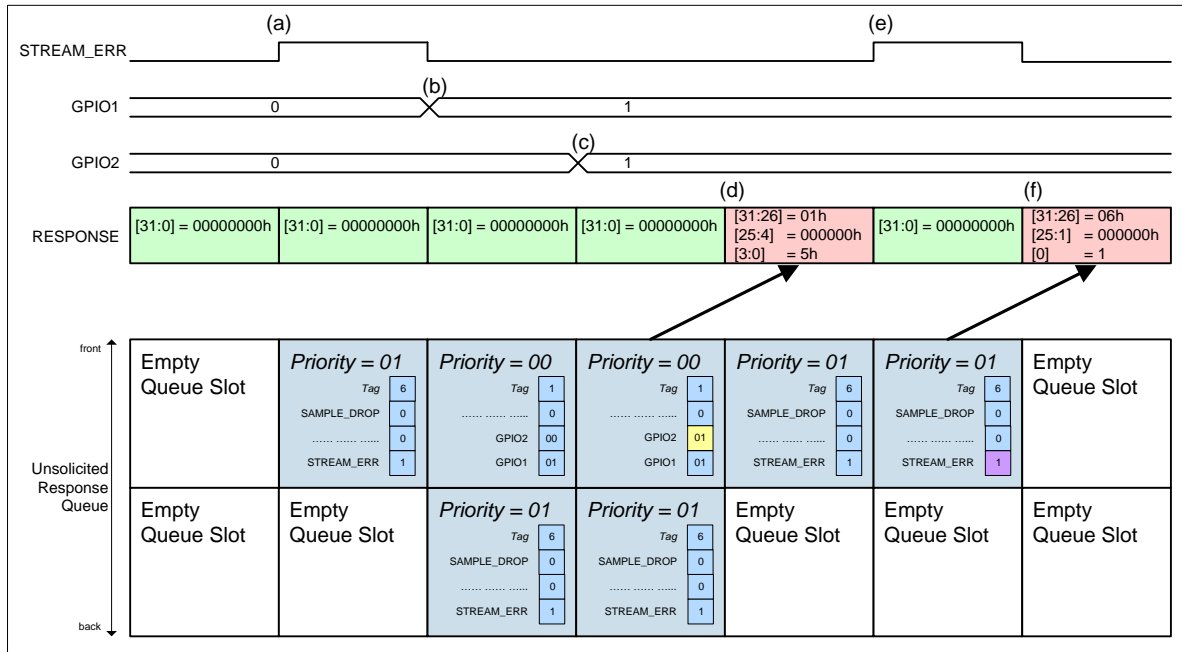 (a)
(e)
STREAM_ERR
(b)
GPIO1
0
1
(c)
GPIO2
0
1
(d)
(f)
RESPONSE
[31:0] = 00000000h
[31:0] = 00000000h
[31:0] = 00000000h
[31:0] = 00000000h
[31:26] = 01h
[25:4] = 000000h
[3:0] = 5h
[31:0] = 00000000h
[31:26] = 06h
[25:1] = 000000h
[0] = 1
Unsolicited
Response
Queue
front
back
Empty
Queue Slot
Priority = 01
Tag 6
SAMPLE_DROP 0
...... ...... ...... 0
STREAM_ERR 1
Priority = 00
Tag 1
...... ...... ...... 0
GPIO2 00
GPIO1 01
Priority = 00
Tag 1
...... ...... ...... 0
GPIO2 01
GPIO1 01
Priority = 01
Tag 6
SAMPLE_DROP 0
...... ...... ...... 0
STREAM_ERR 1
Priority = 01
Tag 6
SAMPLE_DROP 0
...... ...... ...... 0
STREAM_ERR 1
Empty
Queue Slot
Empty
Queue Slot
Empty
Queue Slot
Priority = 01
Tag 6
SAMPLE_DROP 0
...... ...... ...... 0
STREAM_ERR 1
Priority = 01
Tag 6
SAMPLE_DROP 0
...... ...... ...... 0
STREAM_ERR 1
Empty
Queue Slot
Empty
Queue Slot
Empty
Queue Slot